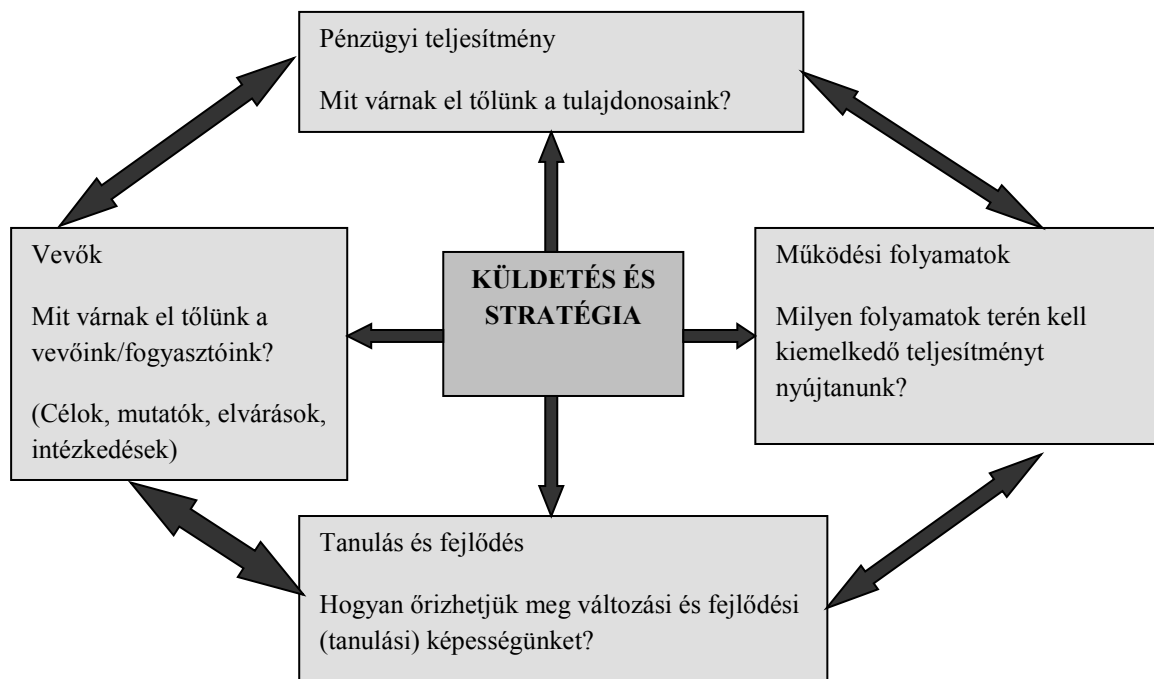 Pénzügyi teljesítmény
Mit várnak el tőlünk a tulajdonosaink?
Vevők
Mit várnak el tőlünk a
vevőink/fogyasztóink?
(Célok, mutatók, elvárások,
intézkedések)
KÜLDETÉS ÉS
STRATÉGIA
Működési folyamatok
Milyen folyamatok terén kell
kiemelkedő teljesítményt
nyújtanunk?
Tanulás és fejlődés
Hogyan őrizhetjük meg változási és fejlődési
(tanulási) képességünket?